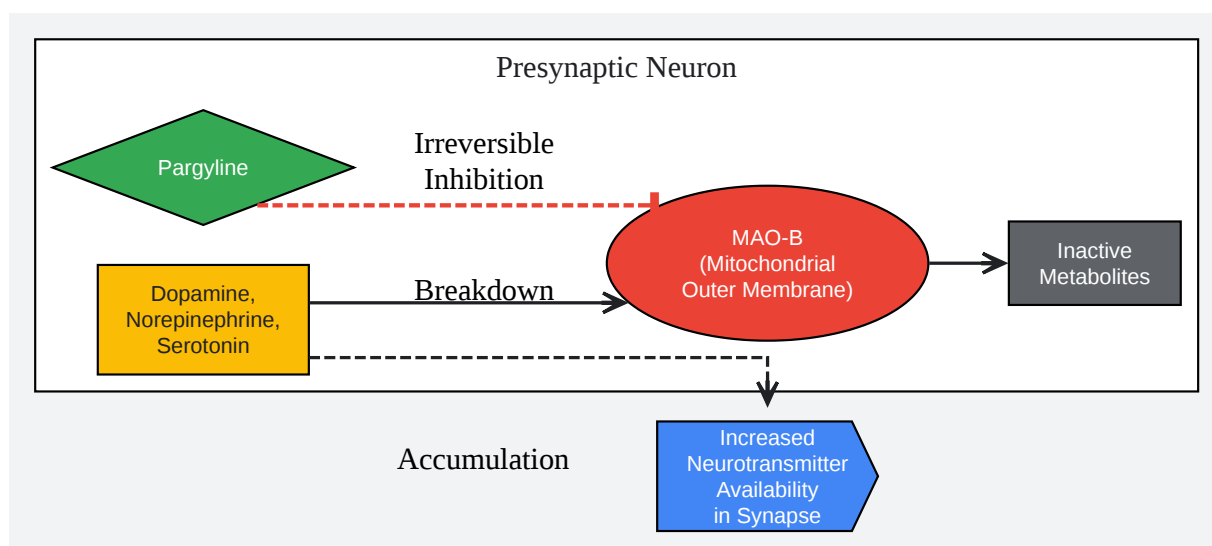 Presynaptic Neuron
Pargyline
Irreversible
Inhibition
MAO-B
(Mitochondrial
Outer Membrane)
Inactive
Metabolites
Dopamine,
Norepinephrine,
Serotonin
Breakdown
Accumulation
Increased
Neurotransmitter
Availability
in Synapse